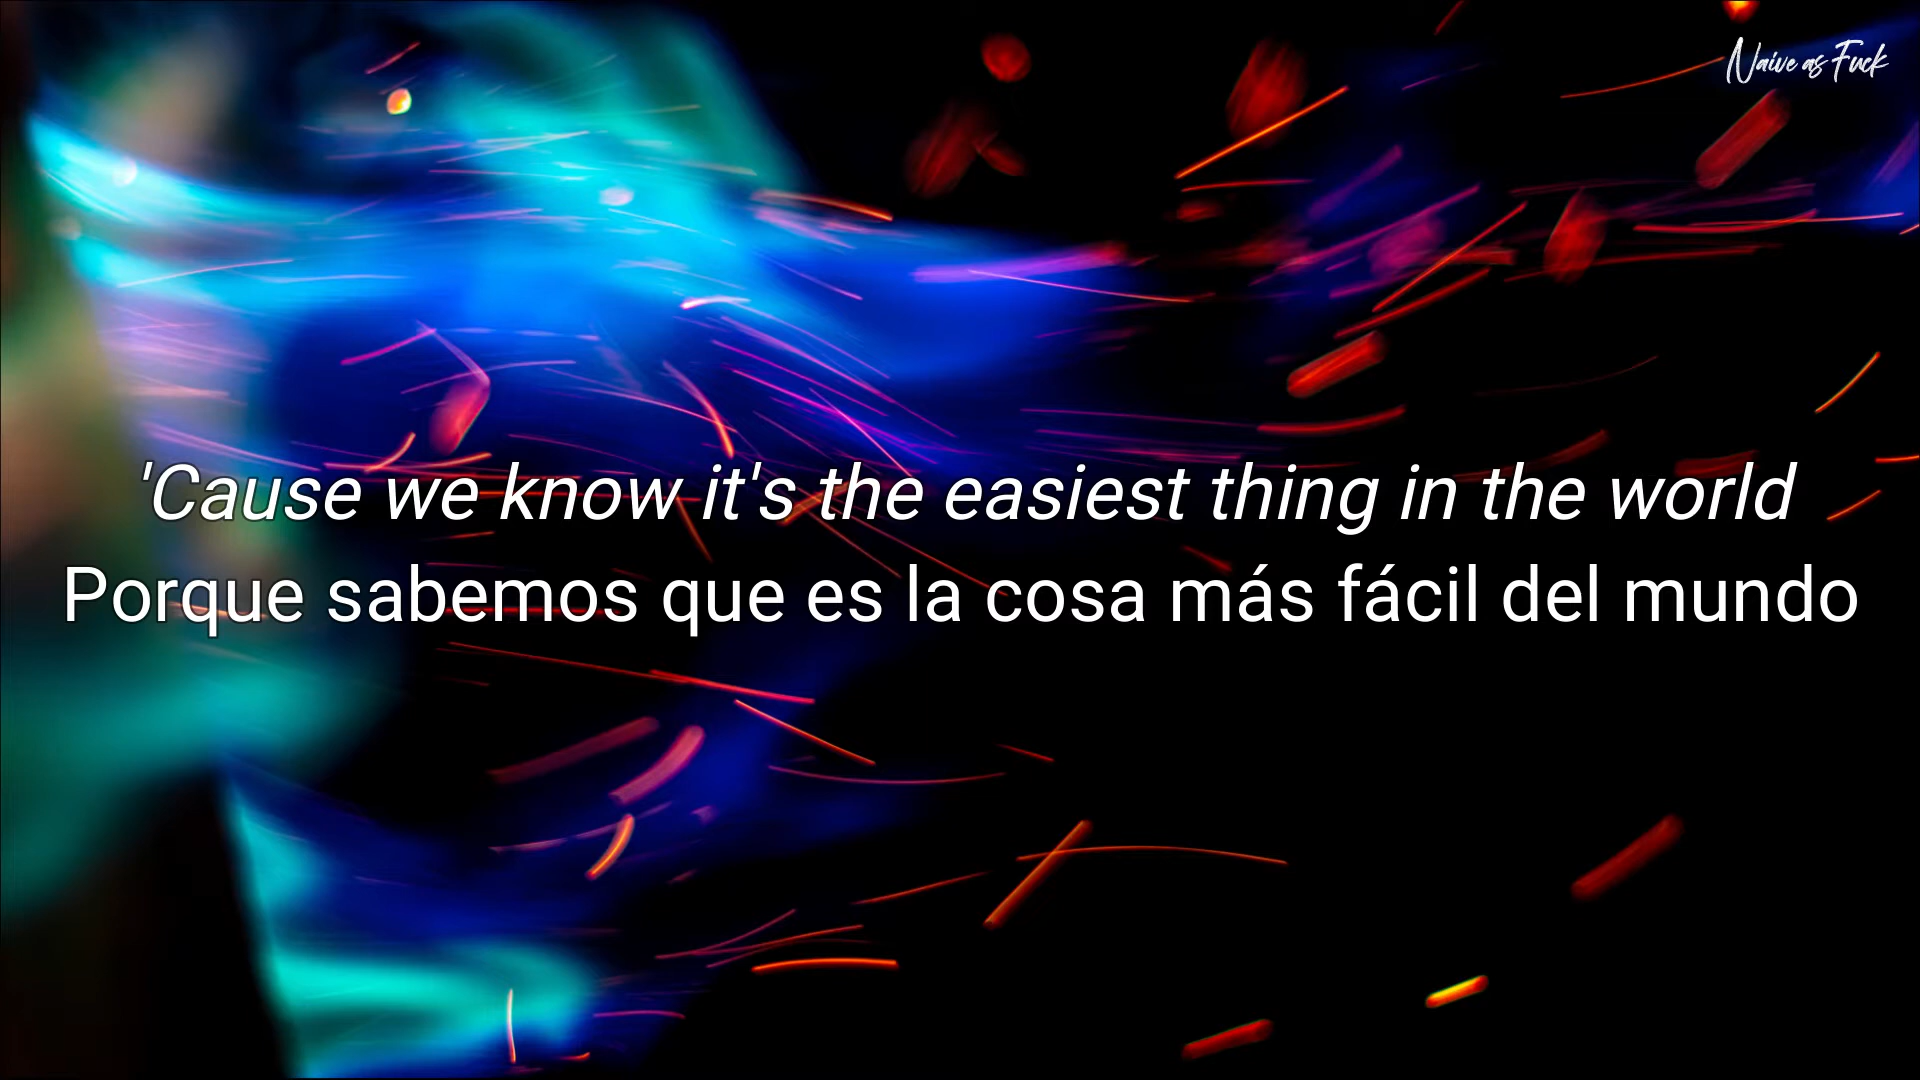 Naive as Fuck
'Cause we know it's the easiest thing in the world
Porque sabemos que es la cosa más fácil del mundo